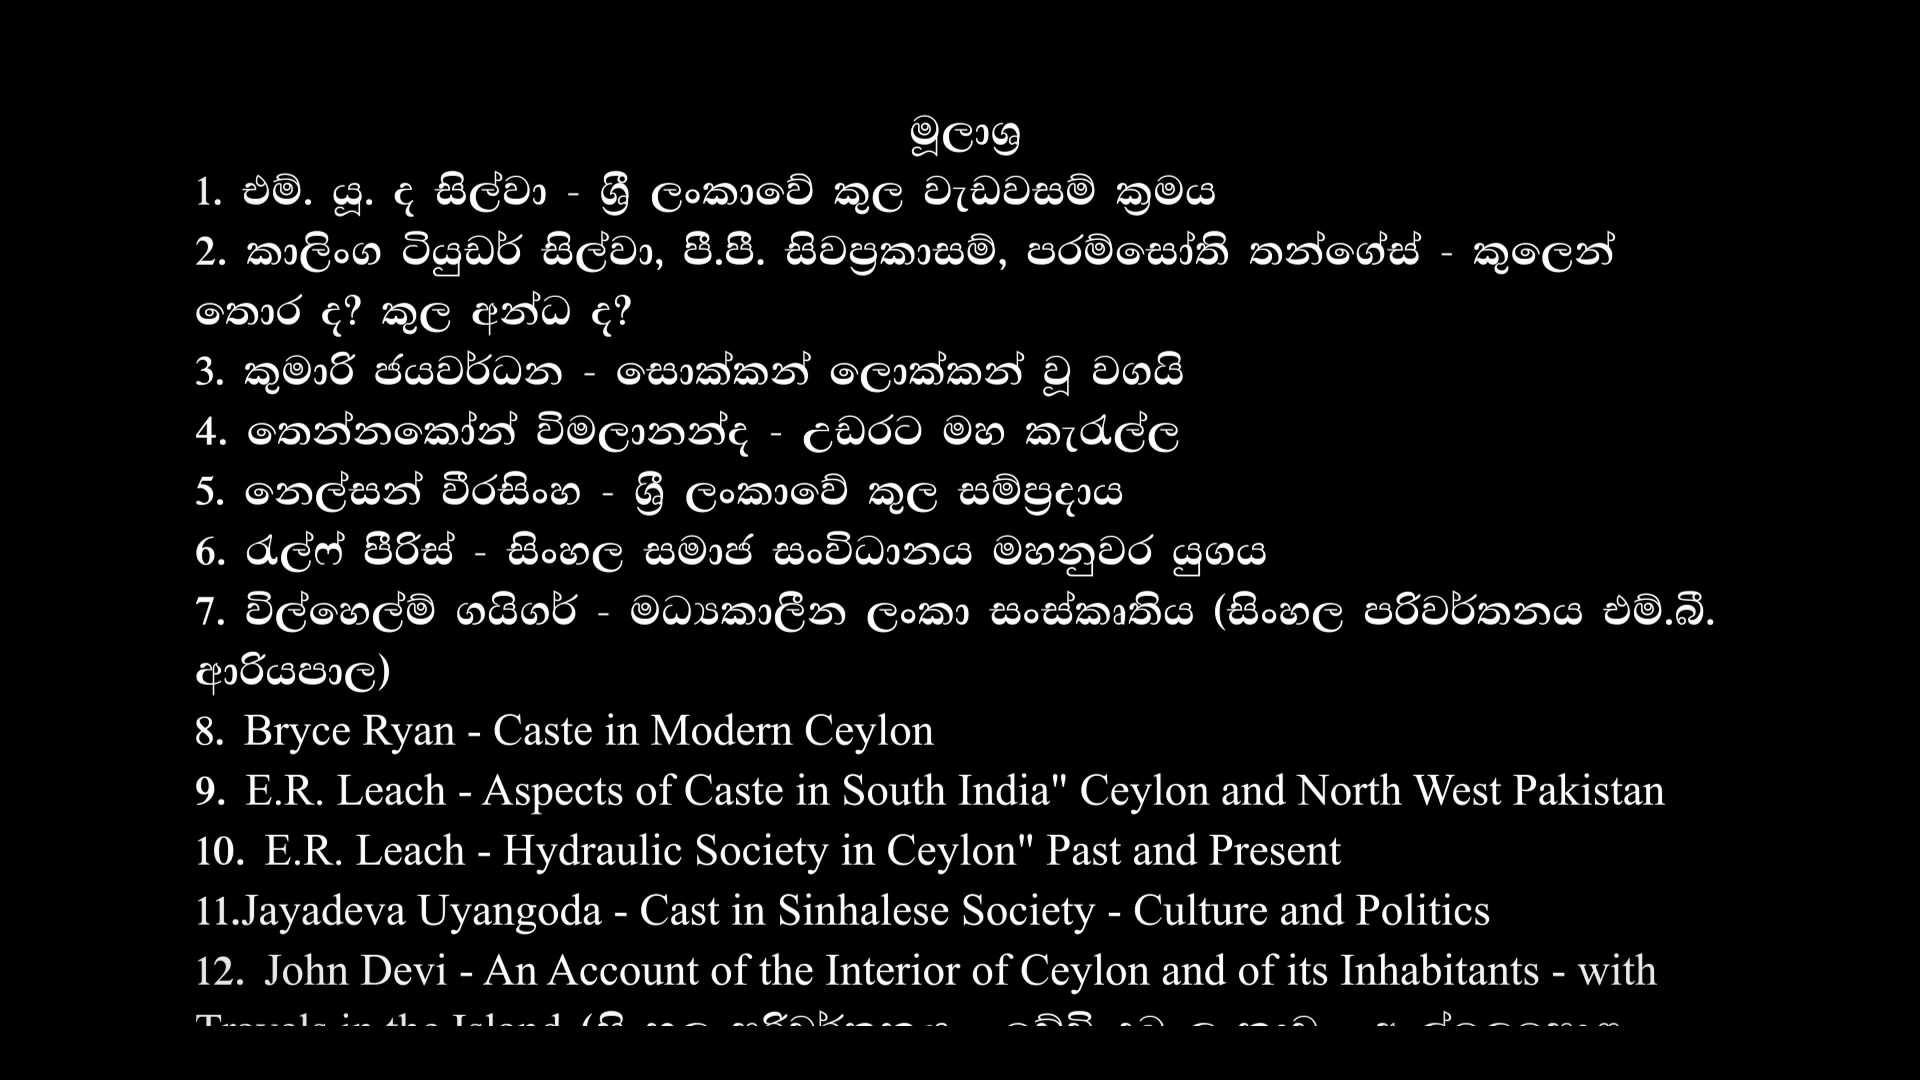 මූලාශ්‍ර
1. එම්. යූ. ද සිල්වා - ශ්‍රී ලංකාවේ කුල වැඩවසම් ක්‍රමය
2. කාලිංග ටියුඩර් සිල්වා, පී.පී. සිවප්‍රකාසම්, පරම්සෝති තන්ගේස් - කුලෙන්
තොර ද? කුල අන්ධ ද?
3. කුමාරි ජයවර්ධන - සොක්කන් ලොක්කන් වූ වගයි
4. තෙන්නකෝන් විමලානන්ද - උඩරට මහ කැරැල්ල
5. නෙල්සන් වීරසිංහ - ශ්‍රී ලංකාවේ කුල සම්ප්‍රදාය
6. රැල්ෆ් පීරිස් - සිංහල සමාජ සංවිධානය මහනුවර යුගය
7. විල්හෙල්ම් ගයිගර් - මධ්‍යකාලීන ලංකා සංස්කෘතිය (සිංහල පරිවර්තනය එම්.බී.
ආරියපාල)
8. Bryce Ryan - Caste in Modern Ceylon
9. E.R. Leach - Aspects of Caste in South India" Ceylon and North West Pakistan
10. E.R. Leach - Hydraulic Society in Ceylon" Past and Present
11.Jayadeva Uyangoda - Cast in Sinhalese Society - Culture and Politics
12. John Devi - An Account of the Interior of Ceylon and of its Inhabitants - with
Travels in the Island